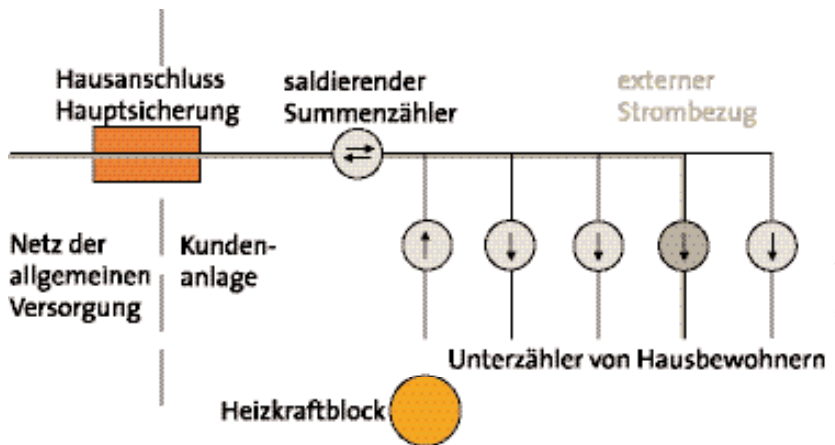 Hausanschluss
Hauptsicherung
saldierender
Summenzähler
externer
Strombezug
Netz der
allgemeinen
Versorgung
Kunden-
anlage
Unterzähler von Hausbewohnern
Heizkraftblock